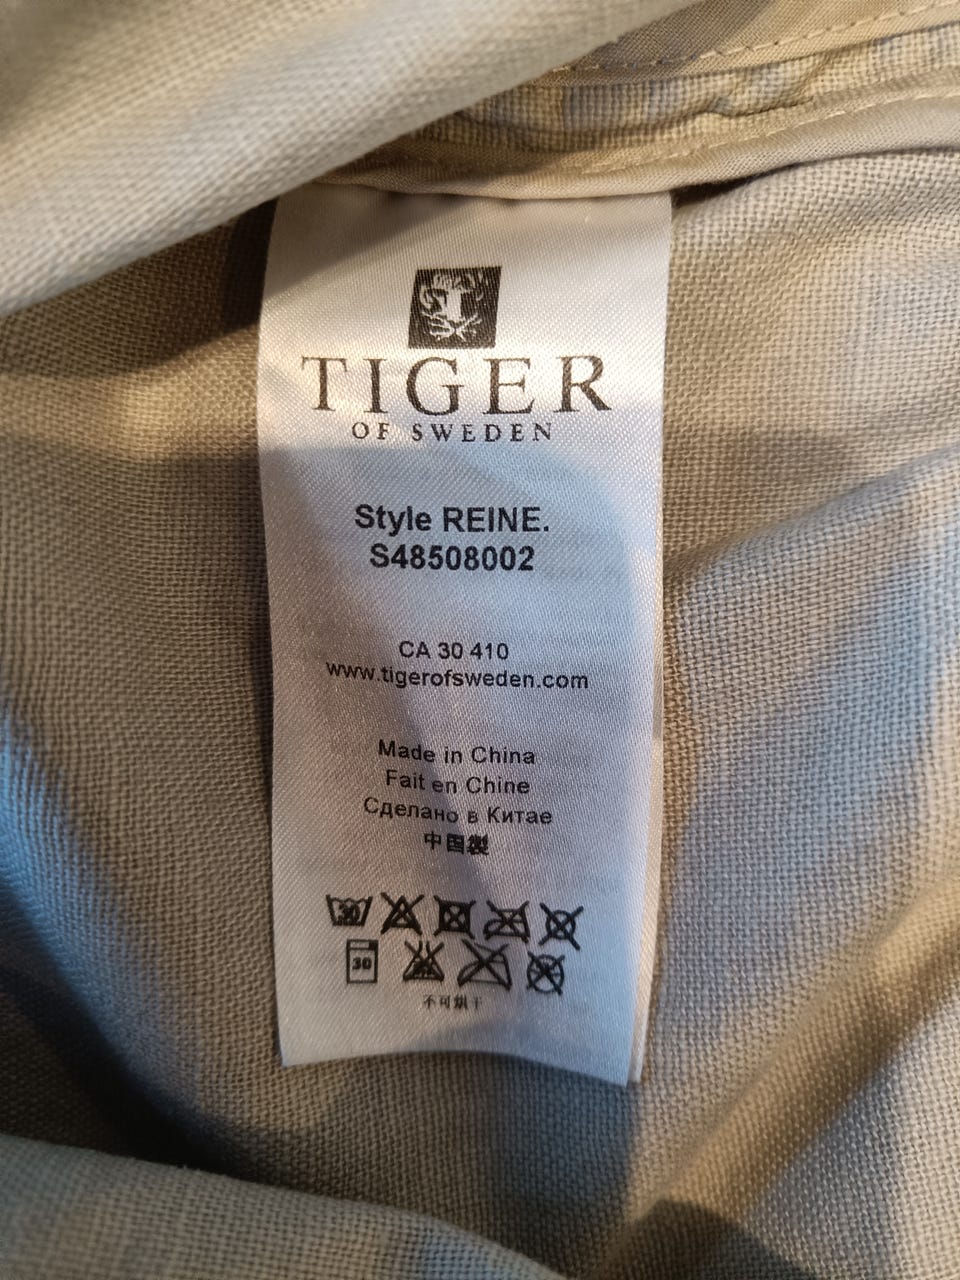 TIGER
OF SWEDEN
Style REINE.
S48508002
CA 30 410
www.tigerofsweden.com
Made in China
Fait en Chine
Сделано в Китае
中国製
30
30
不可烘干